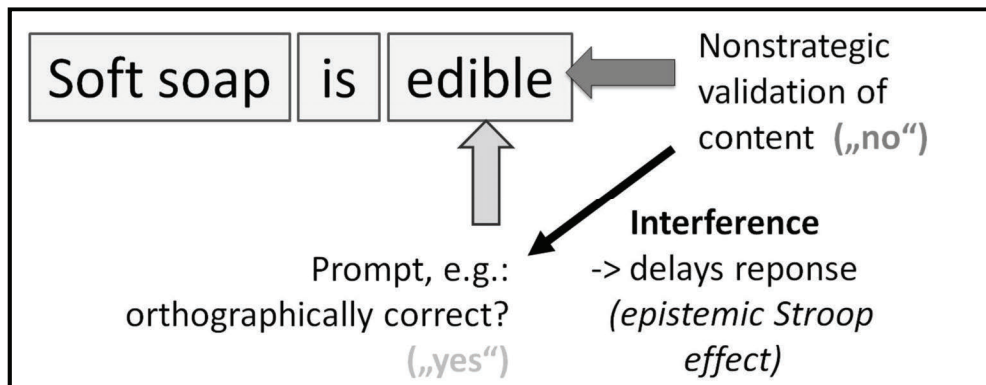 Soft soap is edible
Nonstrategic
validation of
content („no“)
Interference
-> delays reponse
(epistemic Stroop
effect)
Prompt, e.g.:
orthographically correct?
(„yes“)